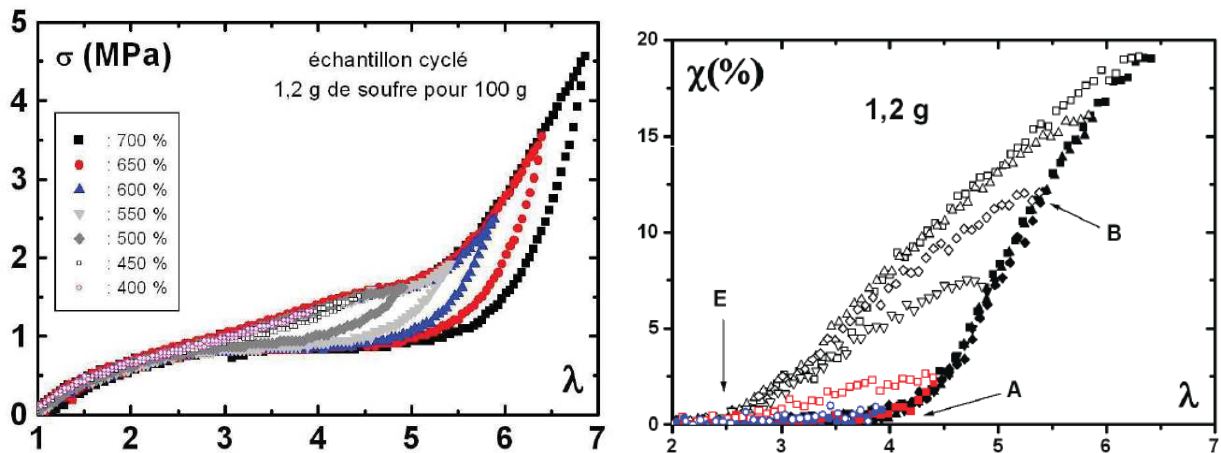 σ (MPa)
échantillon cyclé
1,2 g de soufre pour 100 g
: 700 %
: 650 %
: 600 %
: 550 %
: 500 %
: 450 %
: 400 %
5
4
3
2
1
0
1 2 3 4 5 6 7
λ
χ(%)
1,2 g
20
15
10
5
0
E
B
A
λ
2 3 4 5 6 7